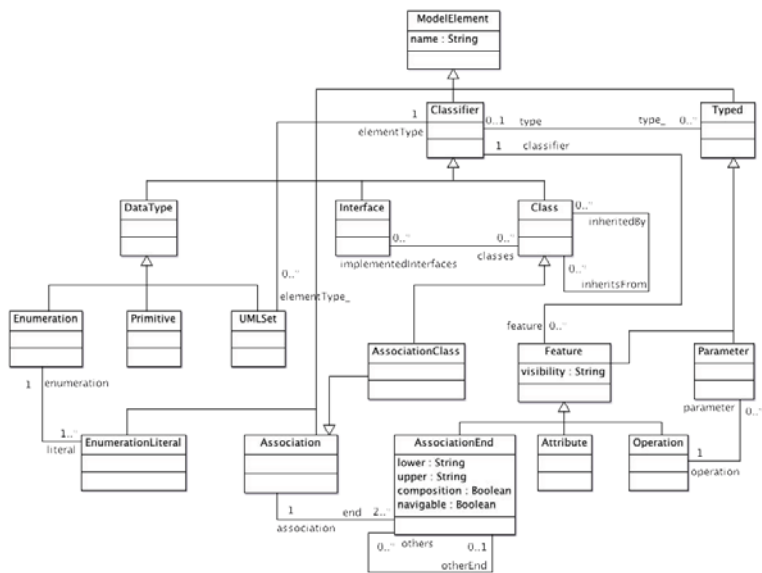 ModelElement
name : String
Classifier
Typed
1
0..1
type
type_
0..*
elementType
1
classifier
DataType
Interface
Class
0..*
inheritedBy
0..*
0..*
implementedInterfaces
classes
0..*
inheritsFrom
0..*
elementType_
Enumeration
Primitive
UMLSet
feature
0..*
AssociationClass
Feature
visibility : String
Parameter
1
enumeration
parameter
0..*
1..*
literal
EnumerationLiteral
Association
AssociationEnd
lower : String
upper : String
composition : Boolean
navigable : Boolean
Attribute
Operation
1
operation
1
end
2..*
association
0..*
others
0..1
otherEnd